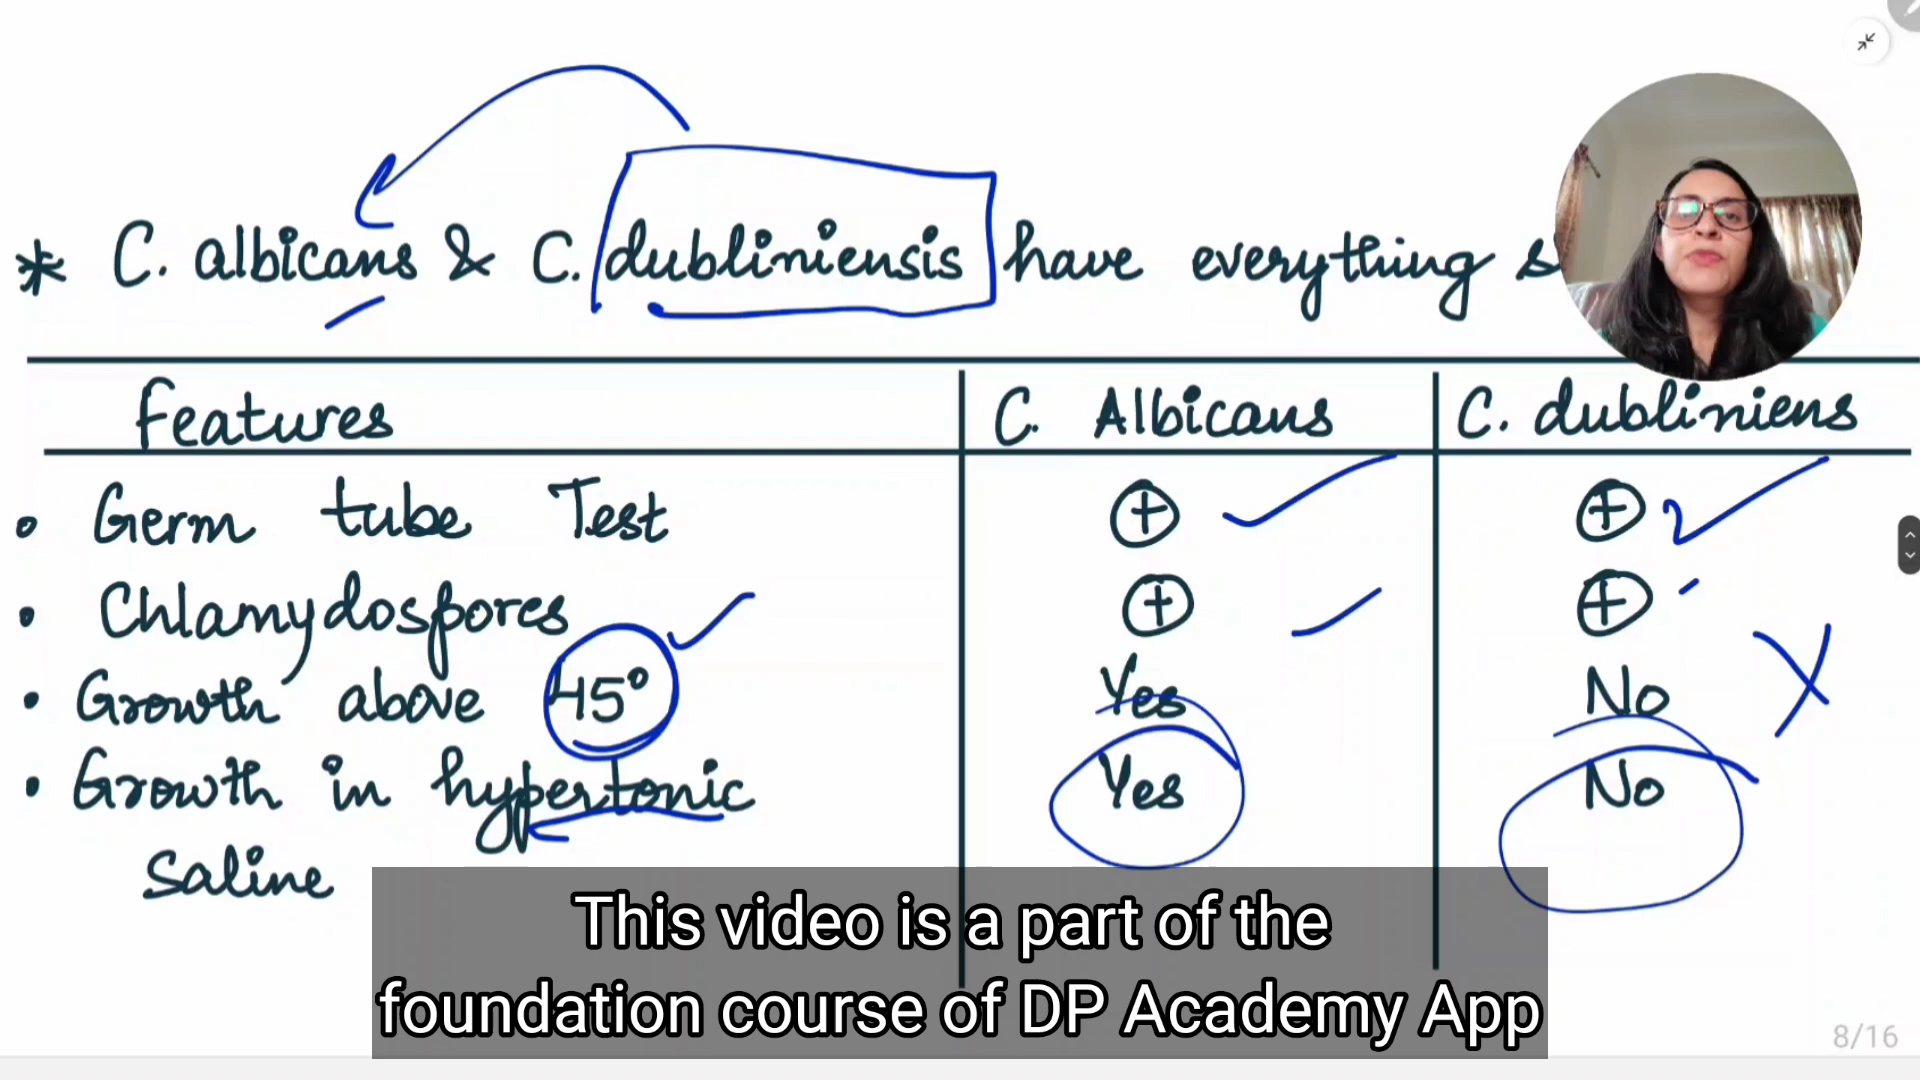 * C. albicans & C. dubliniensis have everything s
features C. Albicans C. dubliniens
• Germ tube Test + +
• Chlamydospores + +
• Growth above 45° Yes No
• Growth in hypertonic Yes No
saline
This video is a part of the
foundation course of DP Academy App
8/16